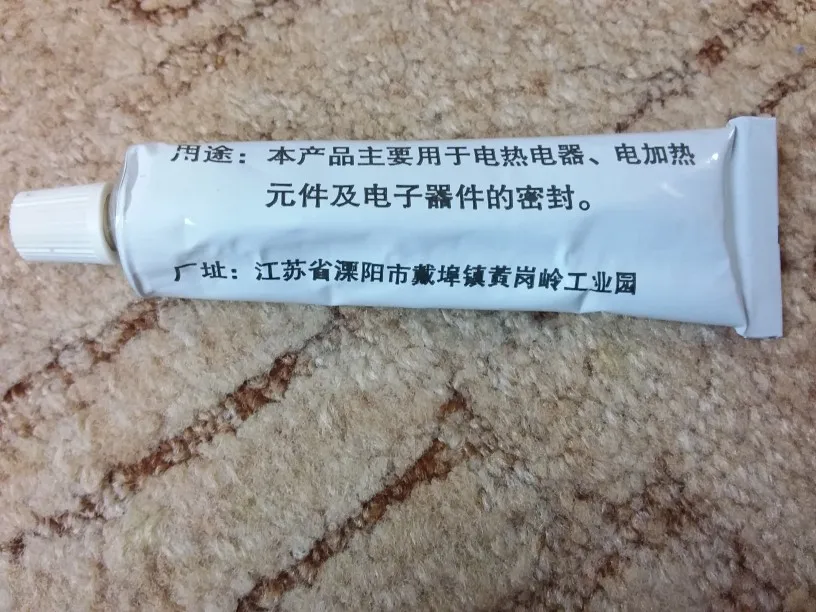 用途：本产品主要用于电热电器、电加热
元件及电子器件的密封。
厂址：江苏省溧阳市戴埠镇黄岗岭工业园